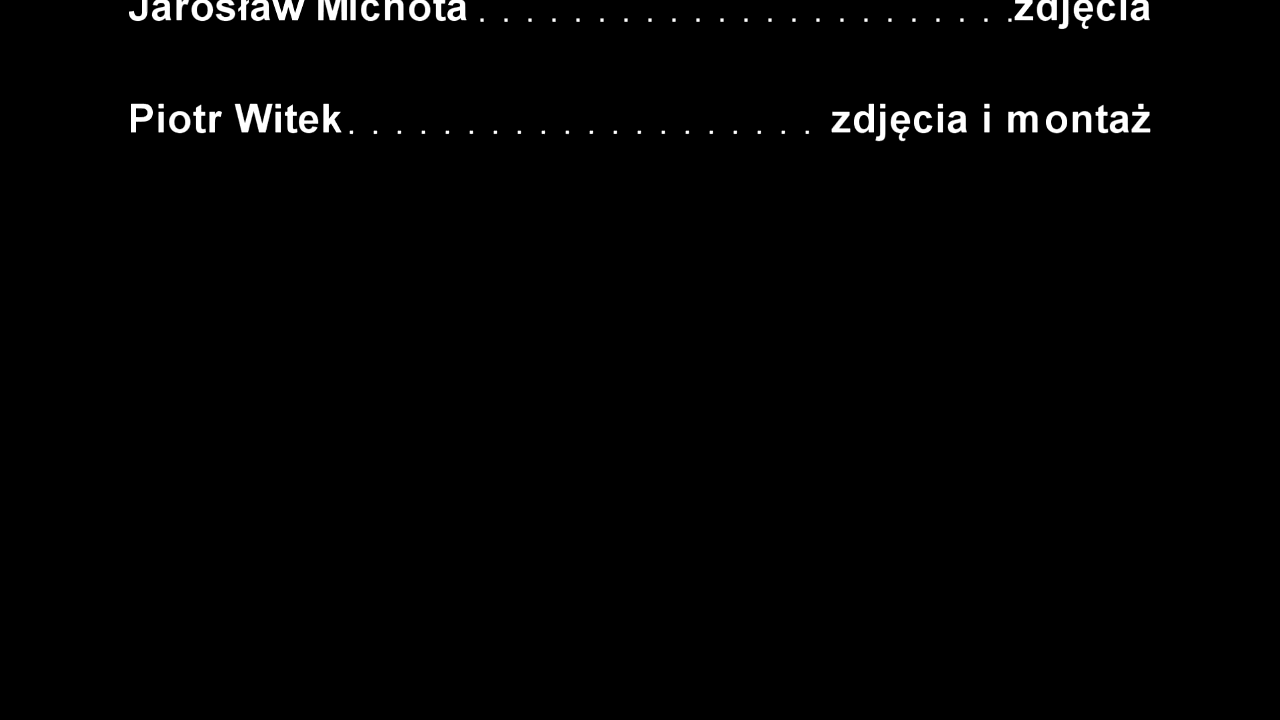 Jarosław Michota . . . . . . . . . . . . . . . . . . . . . . .zdjęcia
Piotr Witek. . . . . . . . . . . . . . . . . . . . zdjęcia i montaż